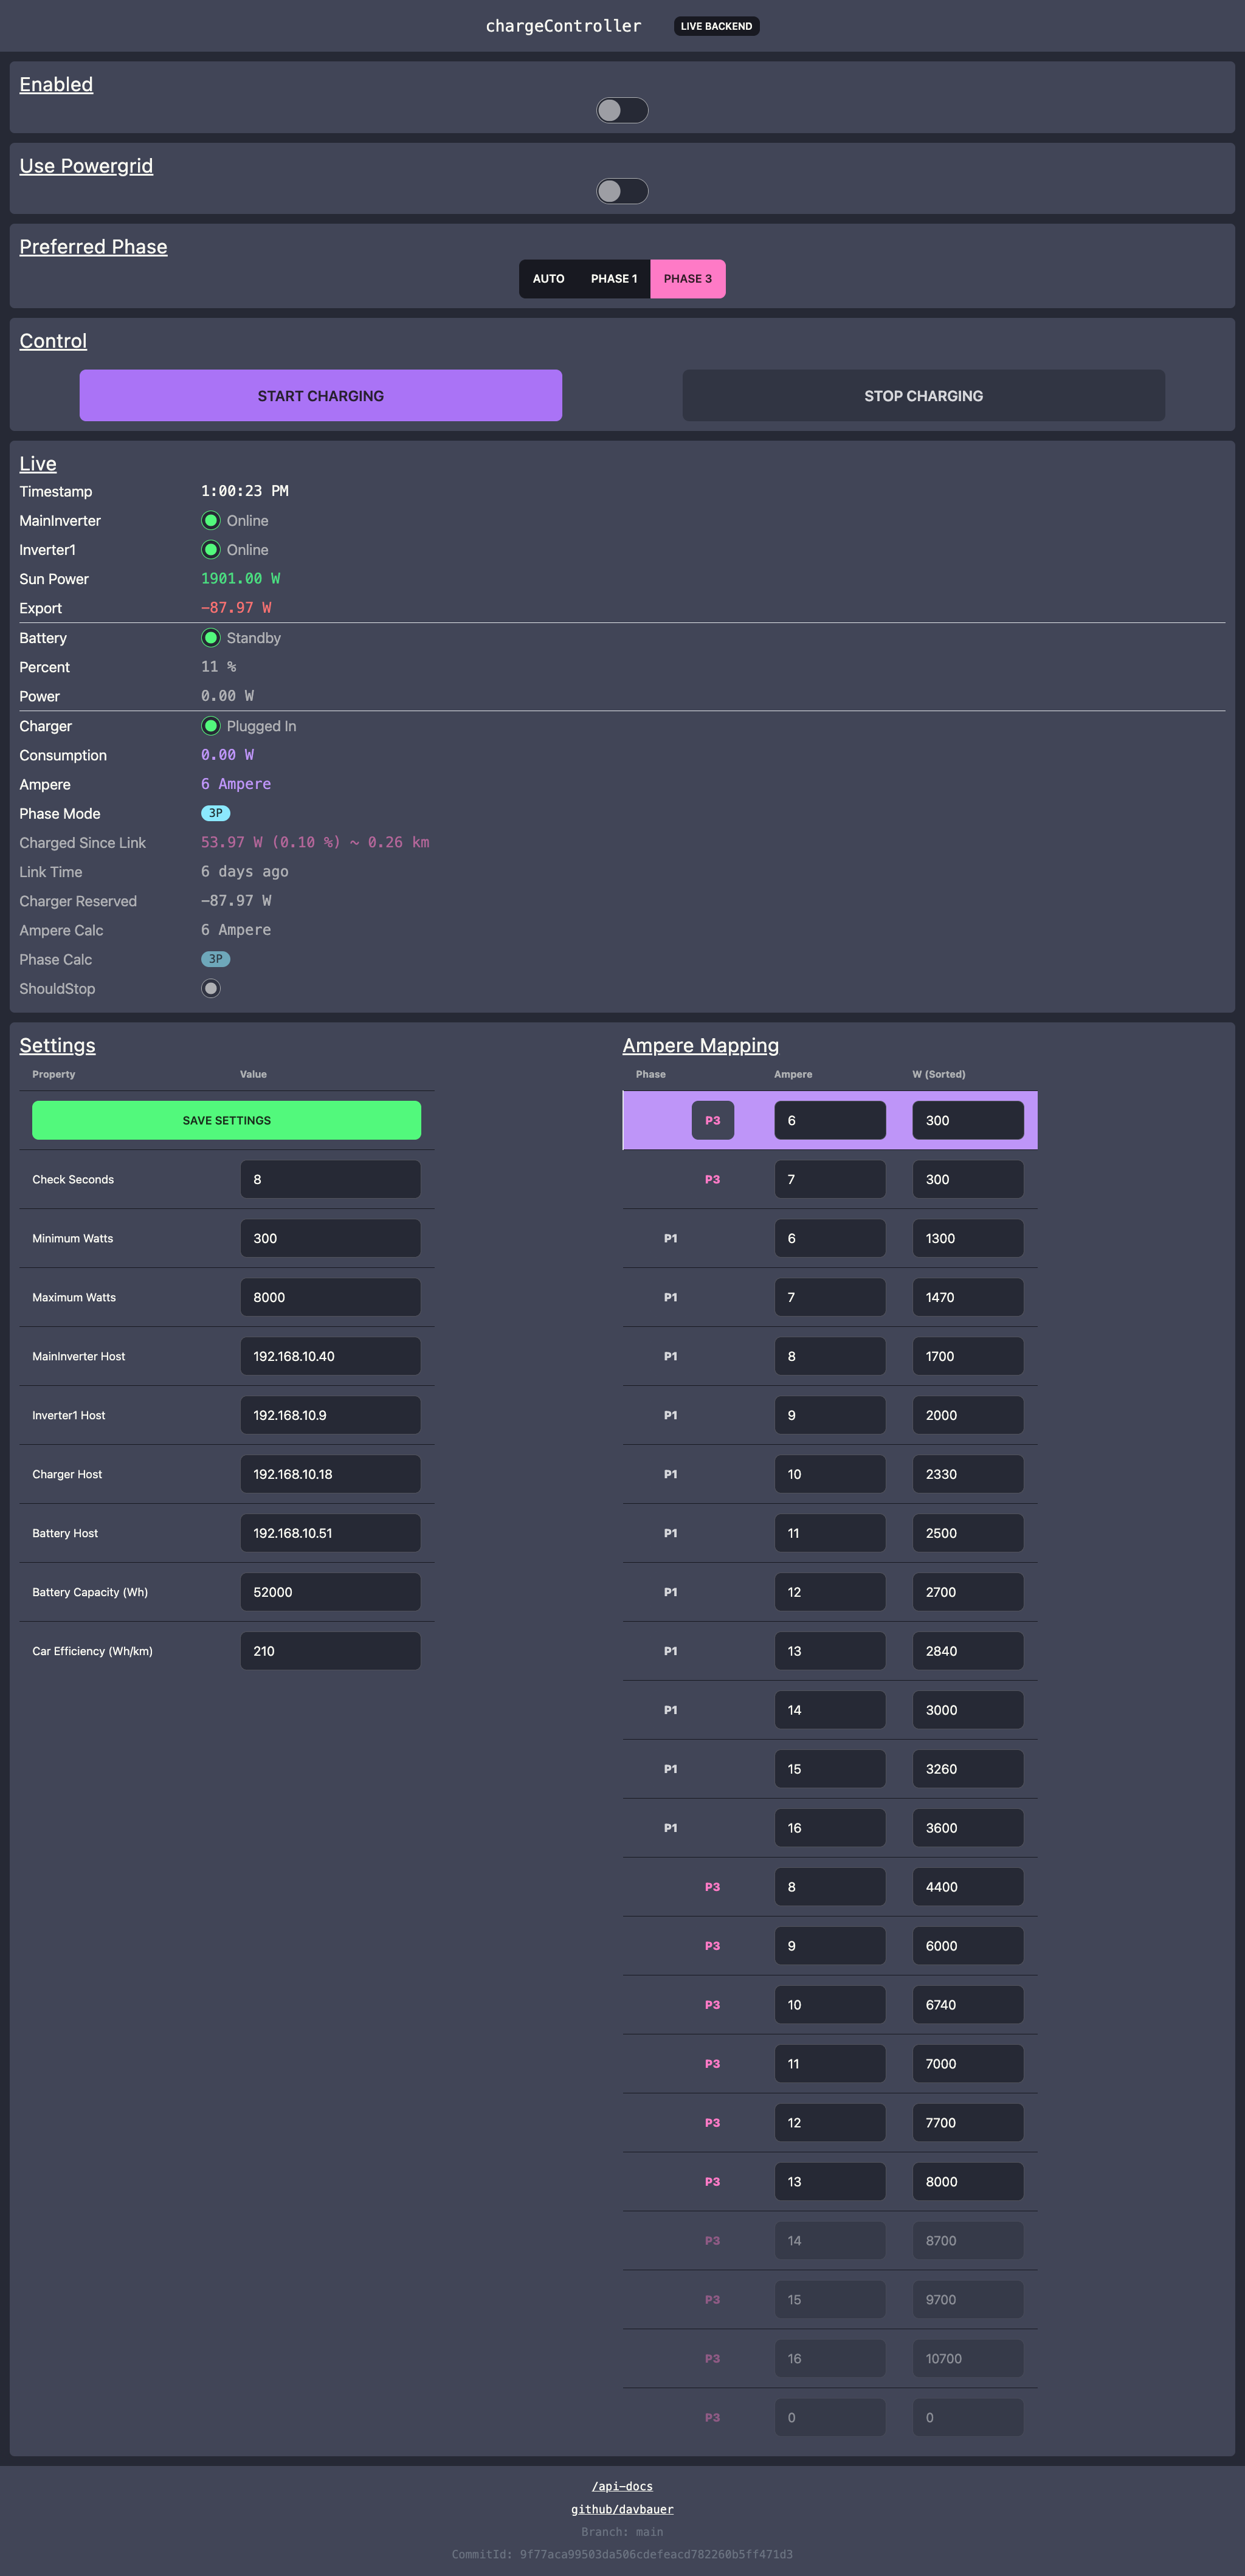 chargeController LIVE BACKEND
Enabled
Use Powergrid
Preferred Phase
AUTO PHASE 1 PHASE 3
Control
START CHARGING STOP CHARGING
Live
Timestamp 1:00:23 PM
MainInverter Online
Inverter1 Online
Sun Power 1901.00 W
Export -87.97 W
Battery Standby
Percent 11 %
Power 0.00 W
Charger Plugged In
Consumption 0.00 W
Ampere 6 Ampere
Phase Mode 3P
Charged Since Link 53.97 W (0.10 %) ~ 0.26 km
Link Time 6 days ago
Charger Reserved -87.97 W
Ampere Calc 6 Ampere
Phase Calc 3P
ShouldStop
Settings
Property Value
SAVE SETTINGS
Check Seconds 8
Minimum Watts 300
Maximum Watts 8000
MainInverter Host 192.168.10.40
Inverter1 Host 192.168.10.9
Charger Host 192.168.10.18
Battery Host 192.168.10.51
Battery Capacity (Wh) 52000
Car Efficiency (Wh/km) 210
Ampere Mapping
Phase Ampere W (Sorted)
P3 6 300
P3 7 300
P1 6 1300
P1 7 1470
P1 8 1700
P1 9 2000
P1 10 2330
P1 11 2500
P1 12 2700
P1 13 2840
P1 14 3000
P1 15 3260
P1 16 3600
P3 8 4400
P3 9 6000
P3 10 6740
P3 11 7000
P3 12 7700
P3 13 8000
P3 14 8700
P3 15 9700
P3 16 10700
P3 0 0
/api-docs
github/davbauer
Branch: main
CommitId: 9f77aca99503da506cdefeacd782260b5ff471d3